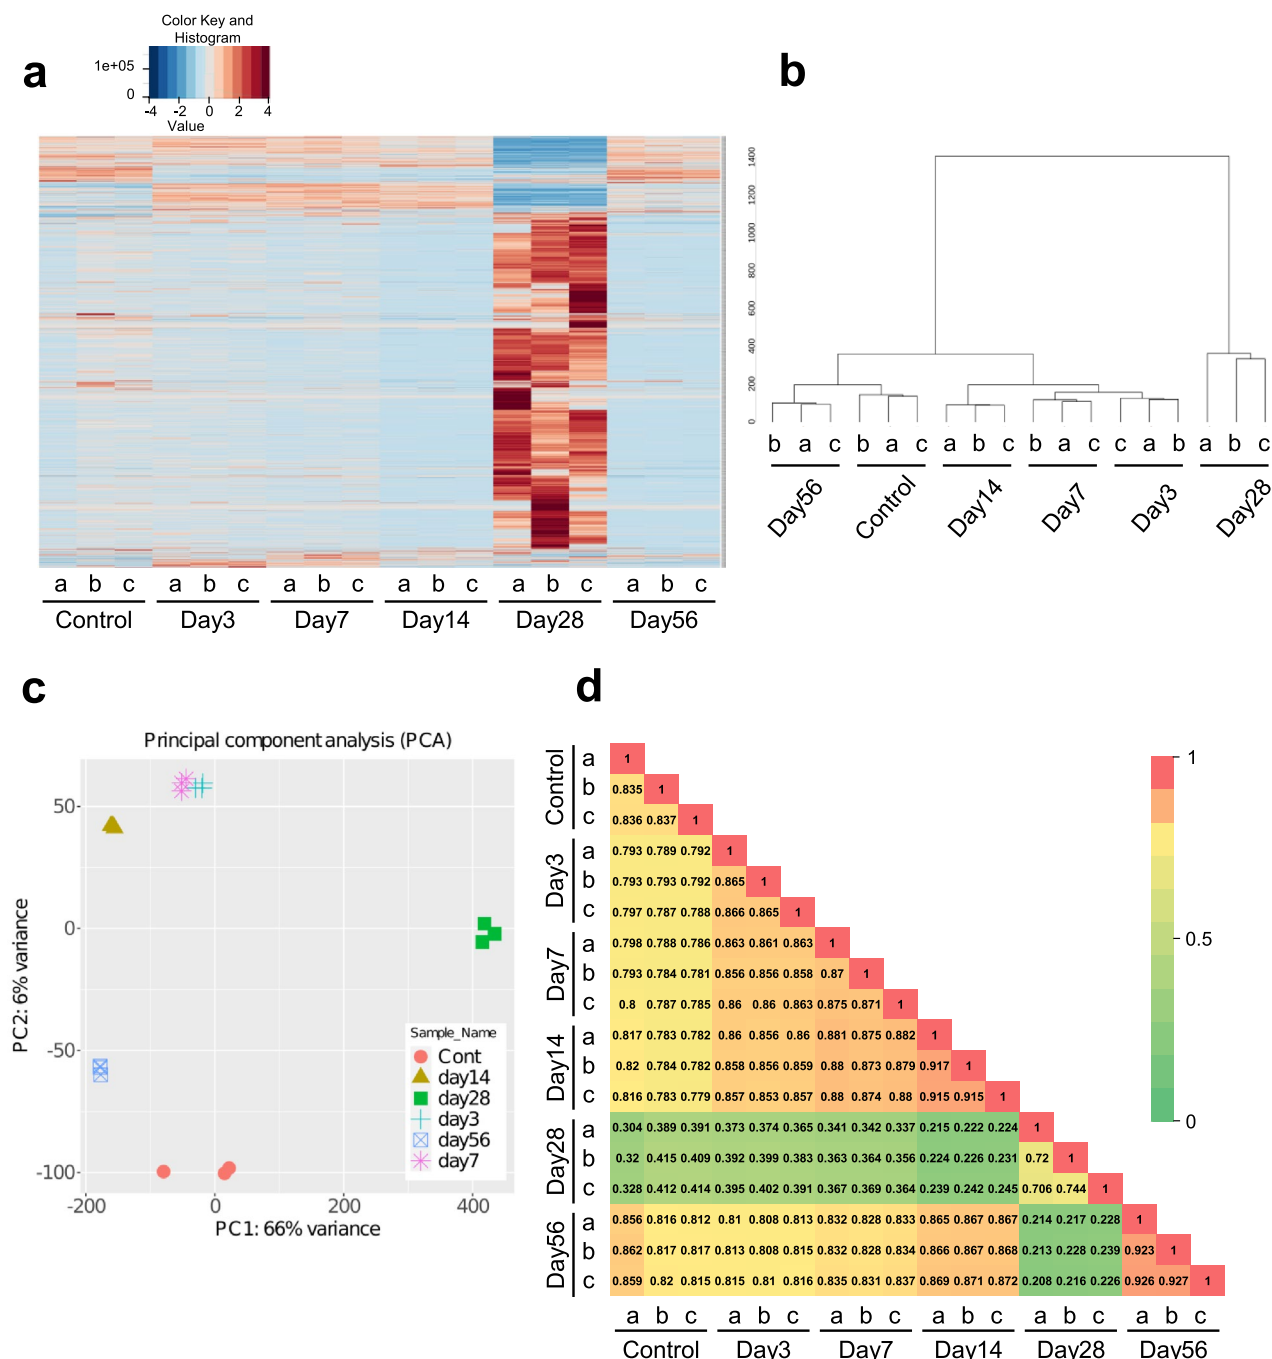 a
Color Key and
Histogram
1e+05
0
-4 -2 0 2 4
Value
a b c a b c a b c a b c a b c a b c
Control Day3 Day7 Day14 Day28 Day56
b
1400
1200
1000
800
600
400
200
0
b a c b a c a b c b a c c a b a b c
Day56 Control Day14 Day7 Day3 Day28
c
Principal component analysis (PCA)
PC2: 6% variance
50
0
-50
-100
-200 0 200 400
PC1: 66% variance
Sample_Name
Cont
day14
day28
day3
day56
day7
d
Control
Day3
Day7
Day14
Day28
Day56
a 1
b 0.835 1
c 0.836 0.837 1
a 0.793 0.789 0.792 1
b 0.793 0.793 0.792 0.865 1
c 0.797 0.787 0.788 0.866 0.865 1
a 0.798 0.788 0.786 0.863 0.861 0.863 1
b 0.793 0.784 0.781 0.856 0.856 0.858 0.87 1
c 0.8 0.787 0.785 0.86 0.86 0.863 0.875 0.871 1
a 0.817 0.783 0.782 0.86 0.856 0.86 0.881 0.875 0.882 1
b 0.82 0.784 0.782 0.858 0.856 0.859 0.88 0.873 0.879 0.917 1
c 0.816 0.783 0.779 0.857 0.853 0.857 0.88 0.874 0.88 0.915 0.915 1
a 0.304 0.389 0.391 0.373 0.374 0.365 0.341 0.342 0.337 0.215 0.222 0.224 1
b 0.32 0.415 0.409 0.392 0.399 0.383 0.363 0.364 0.356 0.224 0.226 0.231 0.72 1
c 0.328 0.412 0.414 0.395 0.402 0.391 0.367 0.369 0.364 0.239 0.242 0.245 0.706 0.744 1
a 0.856 0.816 0.812 0.81 0.808 0.813 0.832 0.828 0.833 0.865 0.867 0.867 0.214 0.217 0.228 1
b 0.862 0.817 0.817 0.813 0.808 0.815 0.832 0.828 0.834 0.866 0.867 0.868 0.213 0.228 0.239 0.923 1
c 0.859 0.82 0.815 0.815 0.81 0.816 0.835 0.831 0.837 0.869 0.871 0.872 0.208 0.216 0.226 0.926 0.927 1
a b c a b c a b c a b c a b c a b c
Control Day3 Day7 Day14 Day28 Day56
1
0.5
0